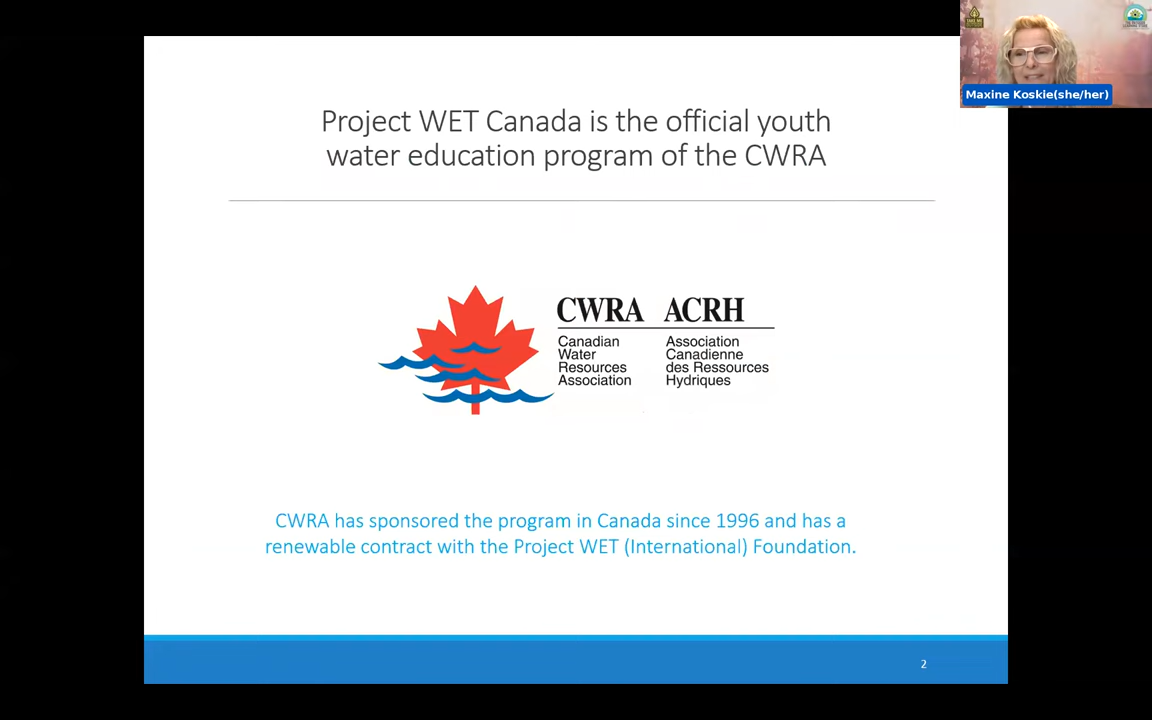 Project WET Canada is the official youth
water education program of the CWRA
CWRA ACRH
Canadian
Water
Resources
Association
Association
Canadienne
des Ressources
Hydriques
CWRA has sponsored the program in Canada since 1996 and has a
renewable contract with the Project WET (International) Foundation.
2
Maxine Koskie(she/her)